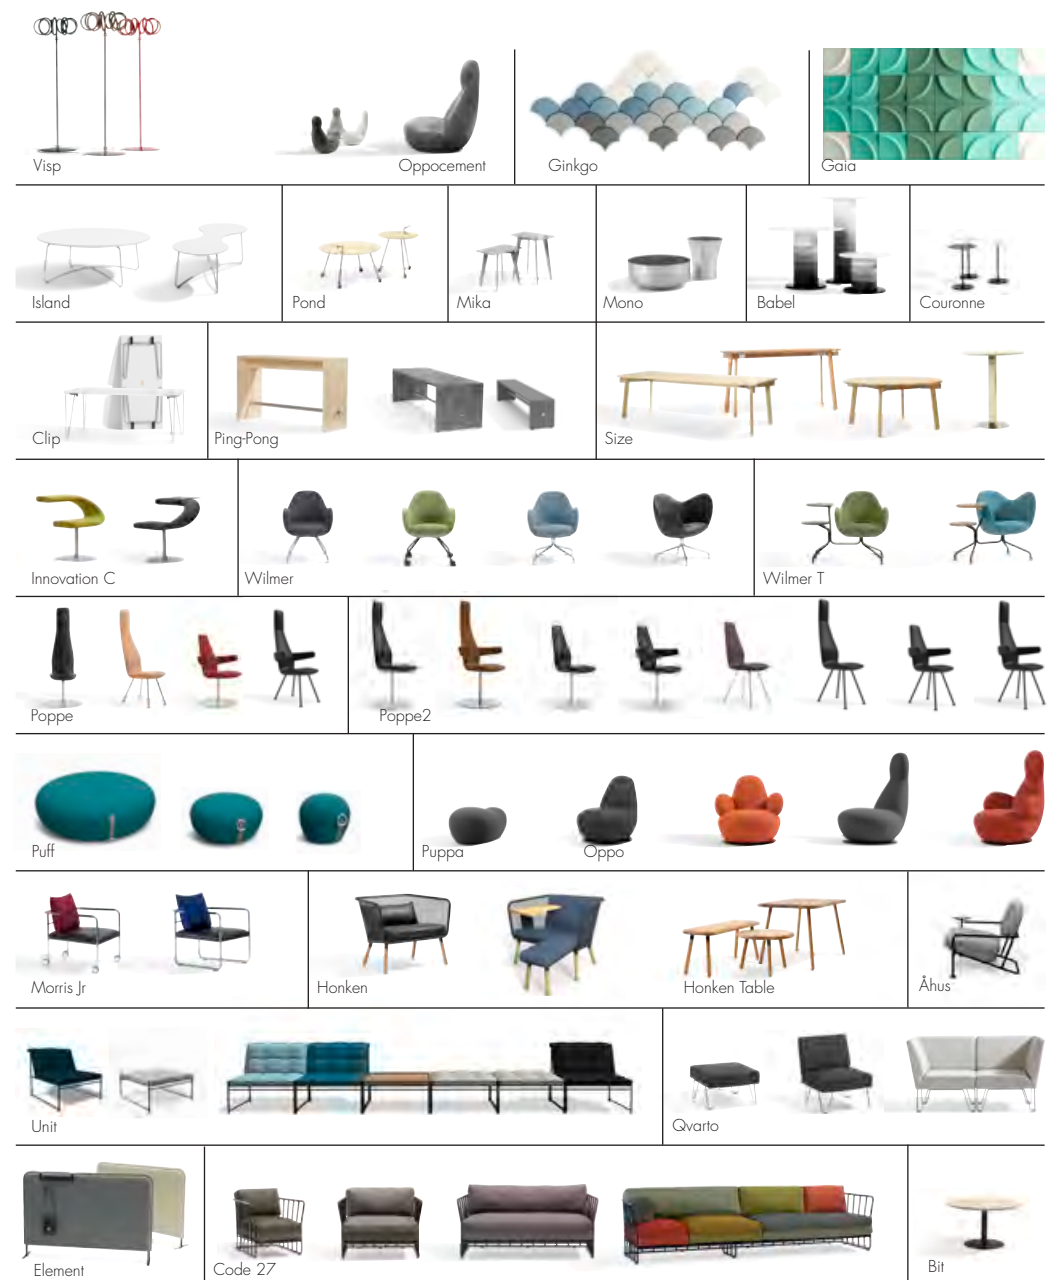 Visp
Oppocement
Ginkgo
Gaia
Island
Pond
Mika
Mono
Babel
Couronne
Clip
Ping-Pong
Size
Innovation C
Wilmer
Wilmer T
Poppe
Poppe2
Puff
Puppa
Oppo
Morris Jr
Honken
Honken Table
Åhus
Unit
Qvarto
Element
Code 27
Bit